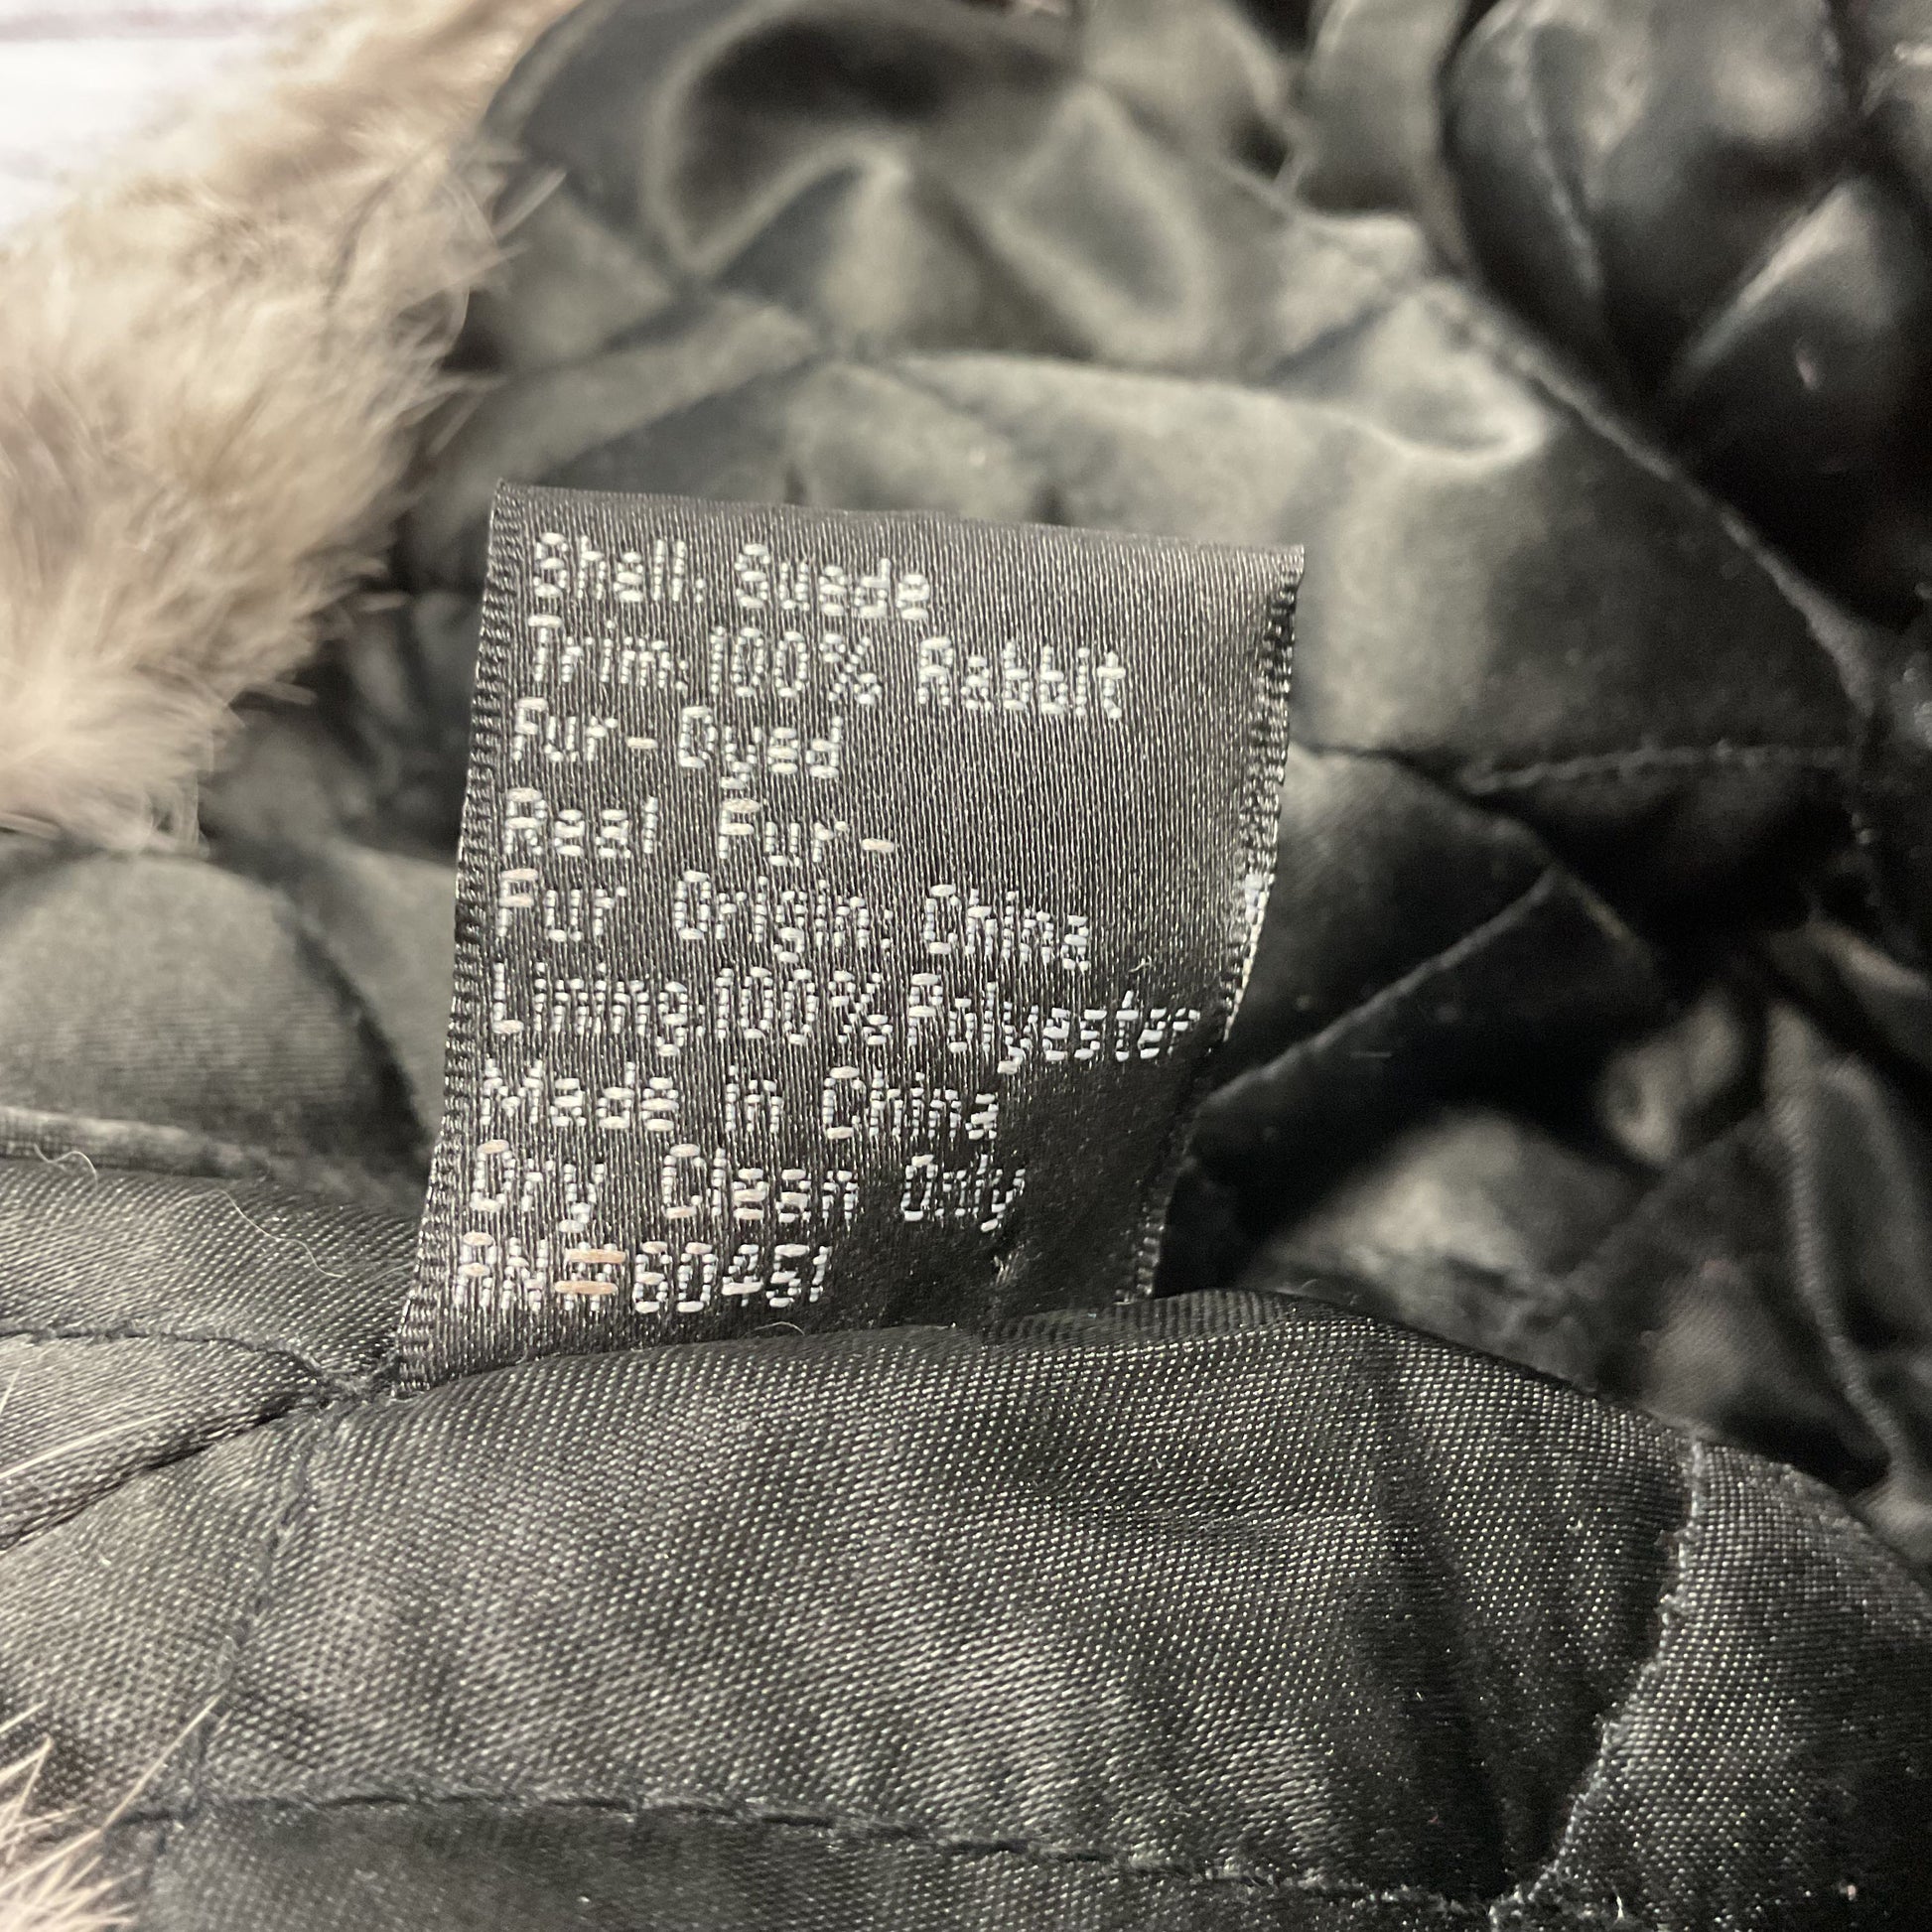 Shell: Suede
Trim: 100% Rabbit
Fur-Dyed
Real Fur-
Fur Origin: China
Lining:100%Polyester
Made In China
Dry Clean Only
RN#60451